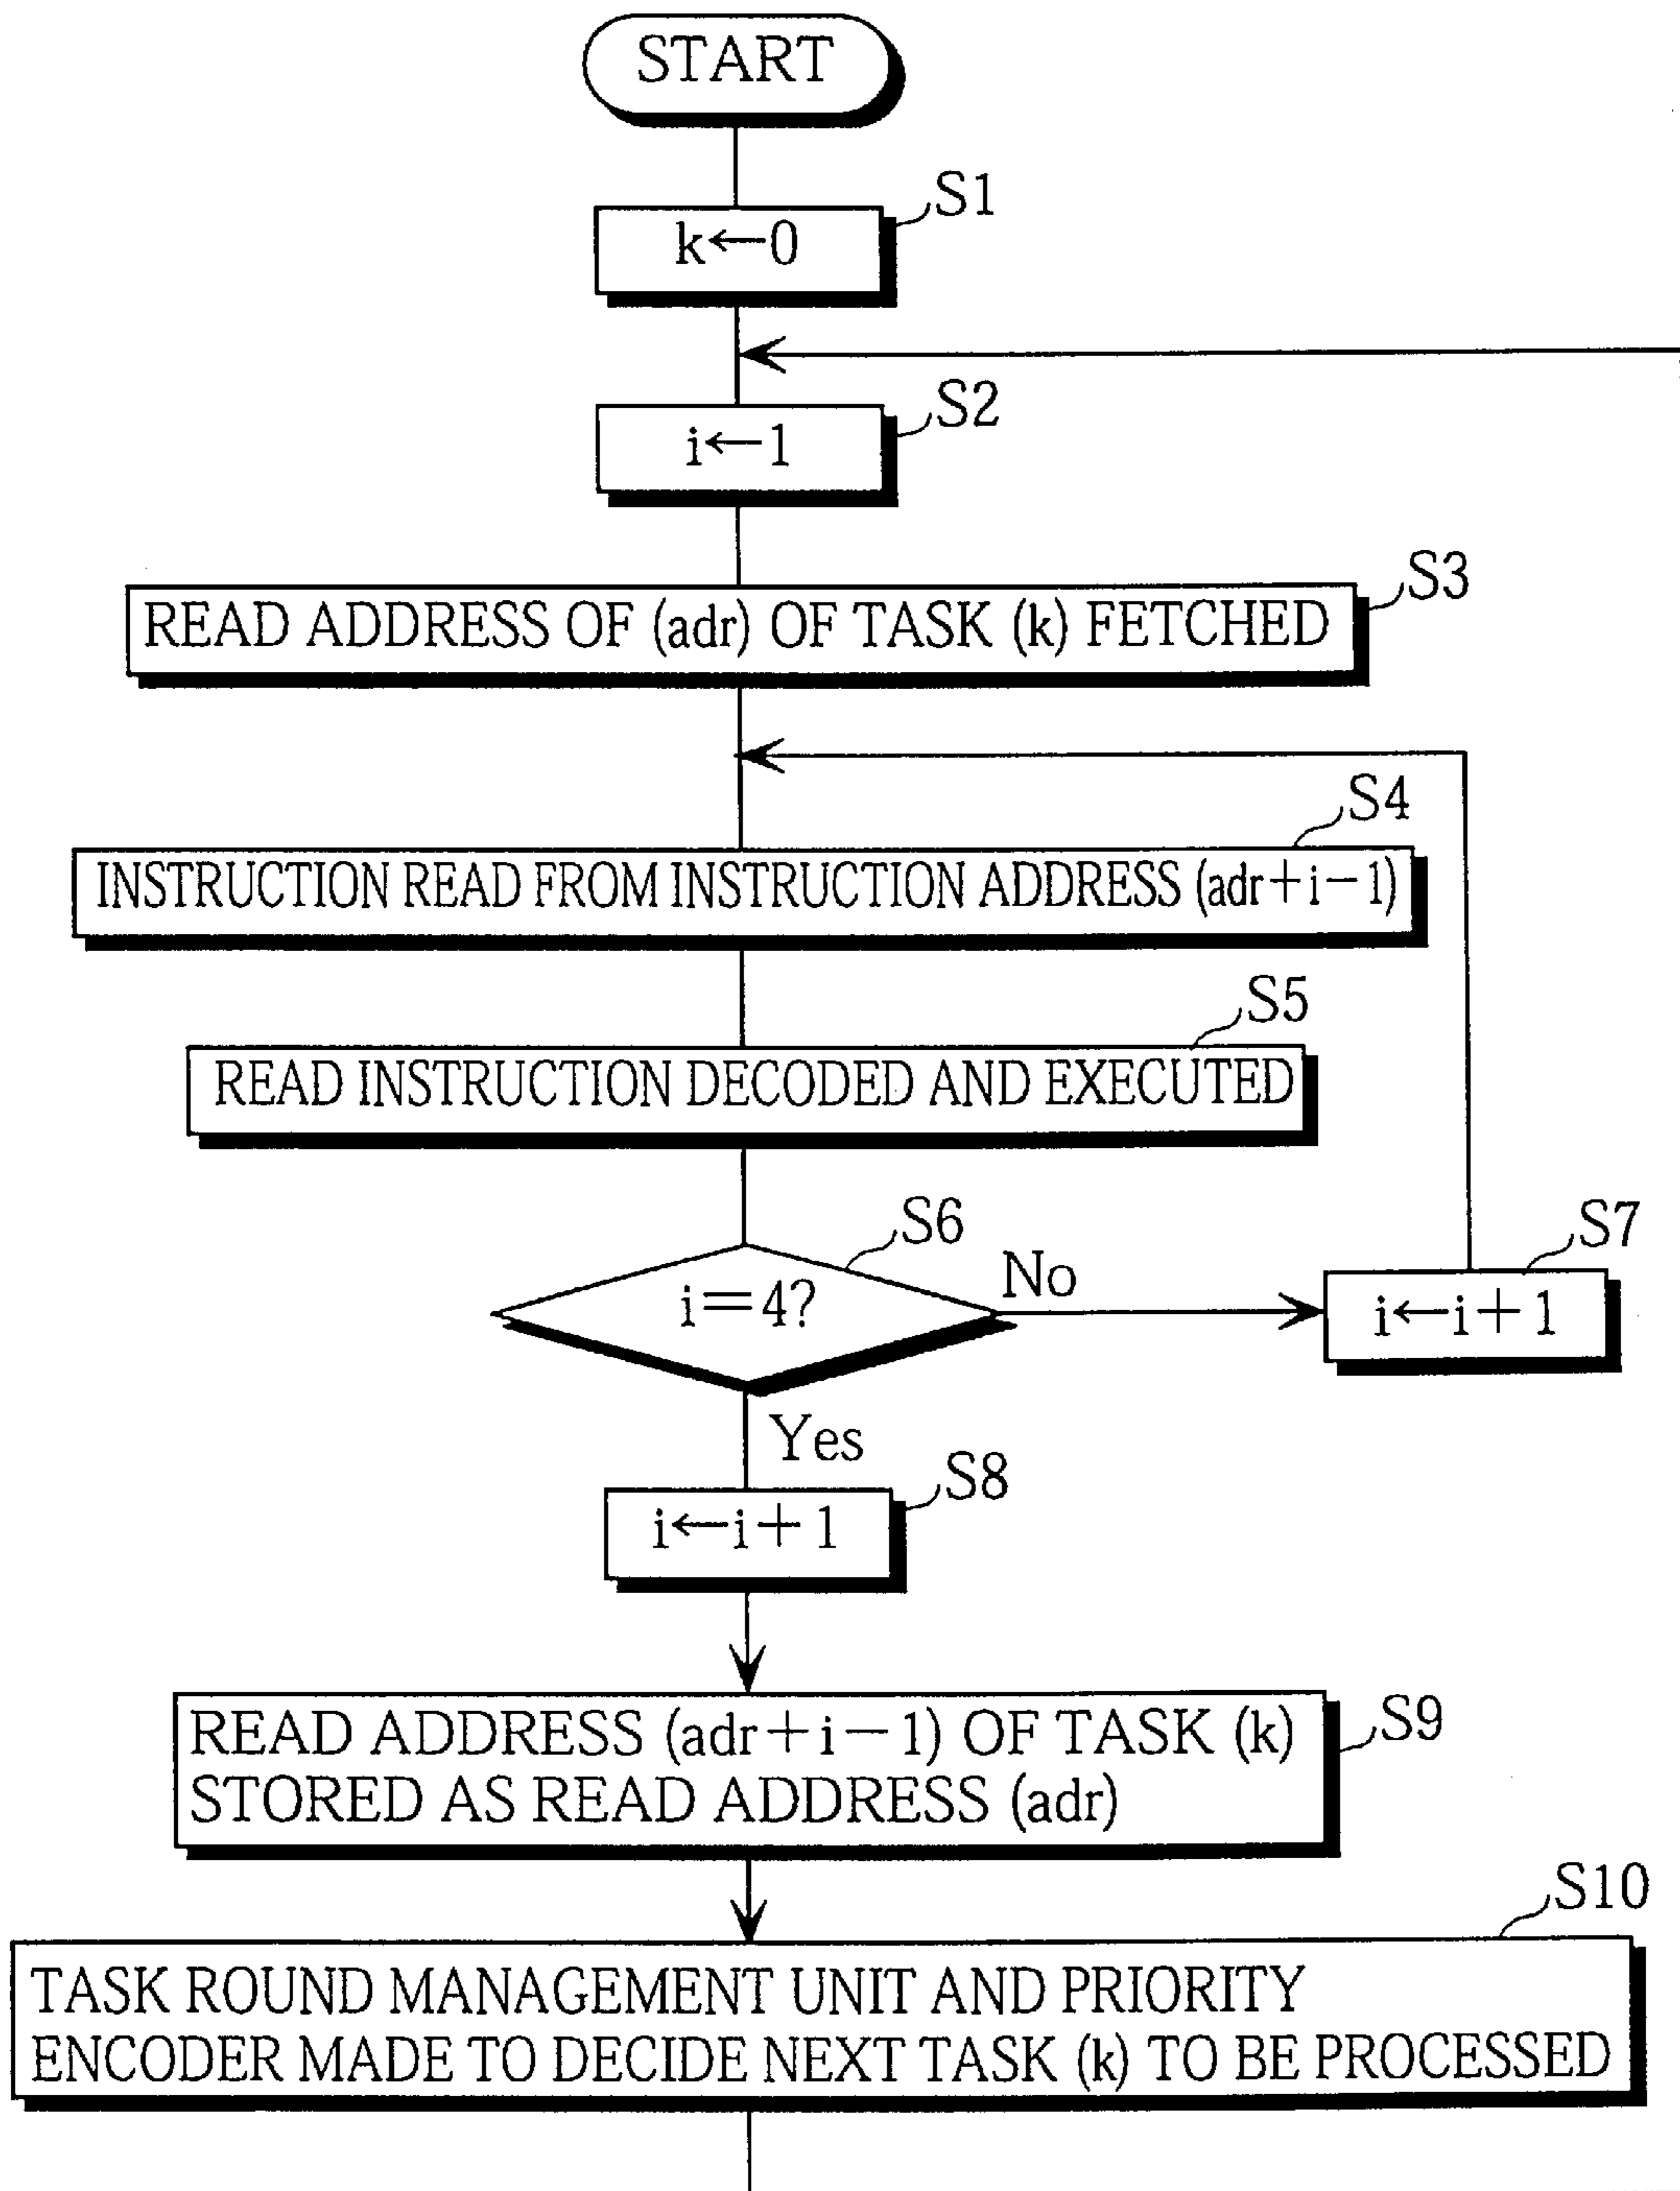 START
S1
k←0
S2
i←1
S3
READ ADDRESS OF (adr) OF TASK (k) FETCHED
S4
INSTRUCTION READ FROM INSTRUCTION ADDRESS (adr+i−1)
S5
READ INSTRUCTION DECODED AND EXECUTED
S6
i=4?
No
S7
i←i+1
Yes
S8
i←i+1
S9
READ ADDRESS (adr+i−1) OF TASK (k)
STORED AS READ ADDRESS (adr)
S10
TASK ROUND MANAGEMENT UNIT AND PRIORITY
ENCODER MADE TO DECIDE NEXT TASK (k) TO BE PROCESSED